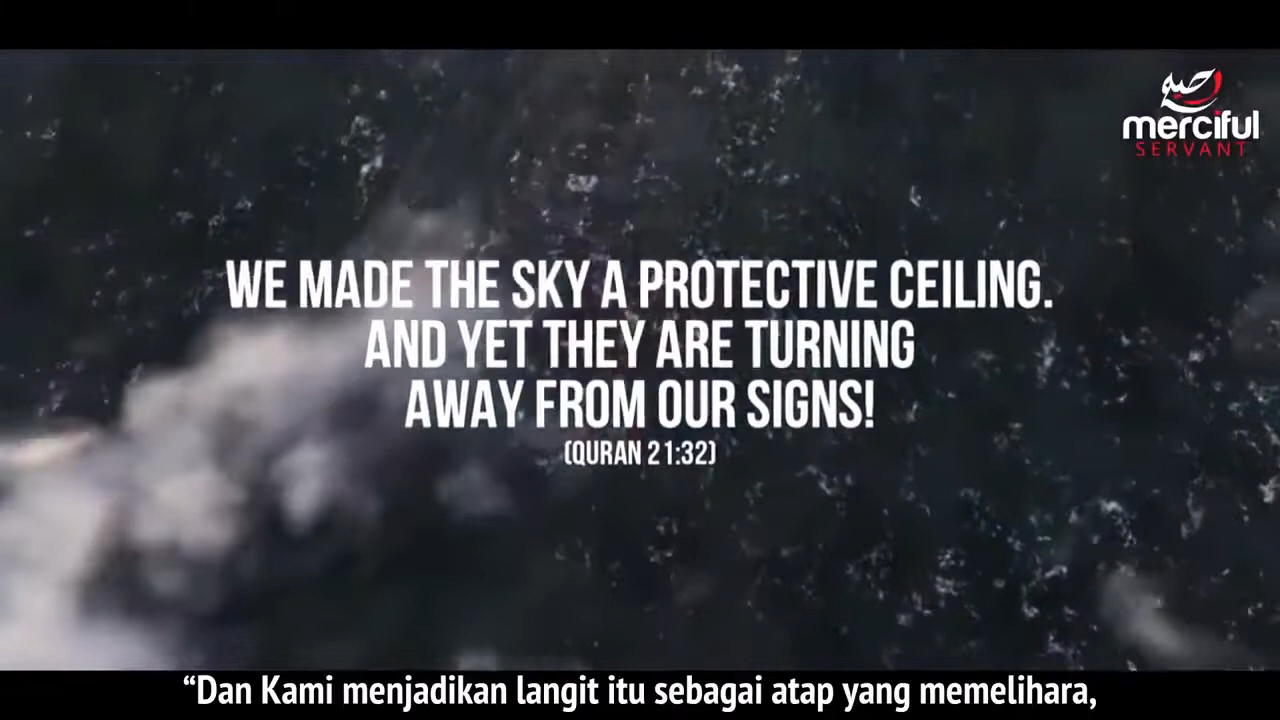 merciful
SERVANT
WE MADE THE SKY A PROTECTIVE CEILING.
AND YET THEY ARE TURNING
AWAY FROM OUR SIGNS!
(QURAN 21:32)
“Dan Kami menjadikan langit itu sebagai atap yang memelihara,